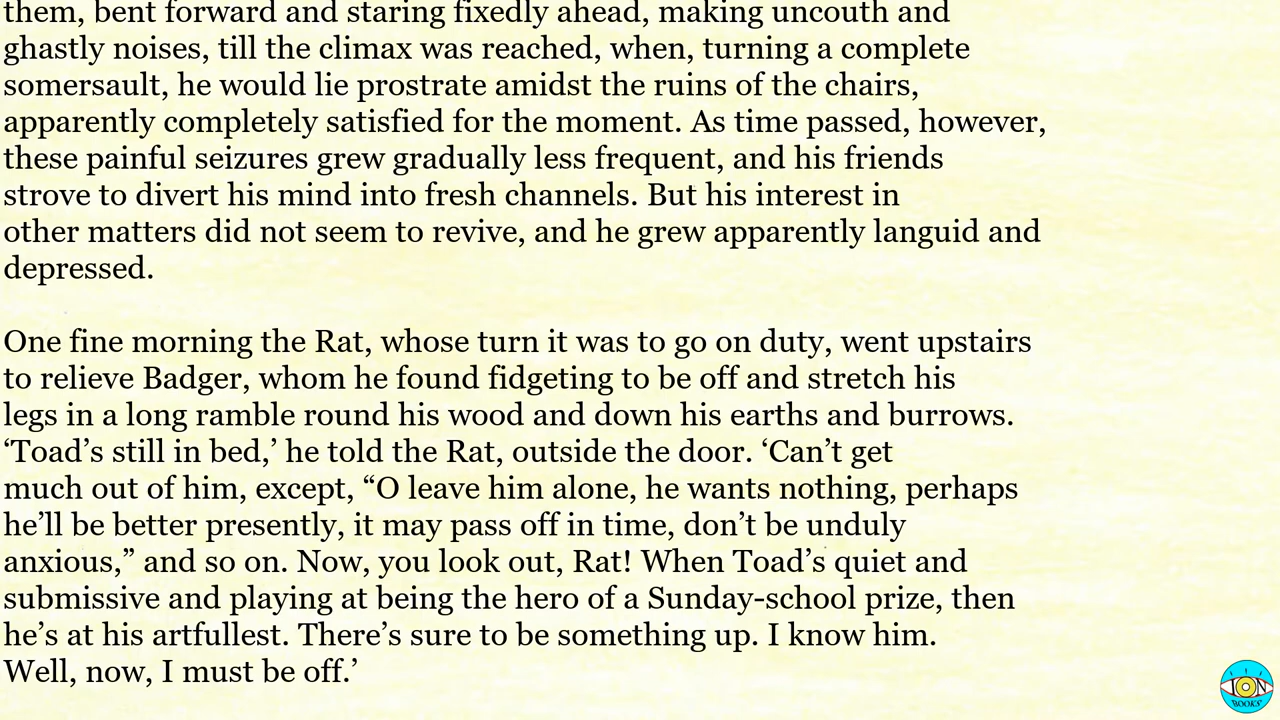 them, bent forward and staring fixedly ahead, making uncouth and
ghastly noises, till the climax was reached, when, turning a complete
somersault, he would lie prostrate amidst the ruins of the chairs,
apparently completely satisfied for the moment. As time passed, however,
these painful seizures grew gradually less frequent, and his friends
strove to divert his mind into fresh channels. But his interest in
other matters did not seem to revive, and he grew apparently languid and
depressed.
One fine morning the Rat, whose turn it was to go on duty, went upstairs
to relieve Badger, whom he found fidgeting to be off and stretch his
legs in a long ramble round his wood and down his earths and burrows.
‘Toad’s still in bed,’ he told the Rat, outside the door. ‘Can’t get
much out of him, except, “O leave him alone, he wants nothing, perhaps
he’ll be better presently, it may pass off in time, don’t be unduly
anxious,” and so on. Now, you look out, Rat! When Toad’s quiet and
submissive and playing at being the hero of a Sunday-school prize, then
he’s at his artfullest. There’s sure to be something up. I know him.
Well, now, I must be off.’
ION
BOOKS